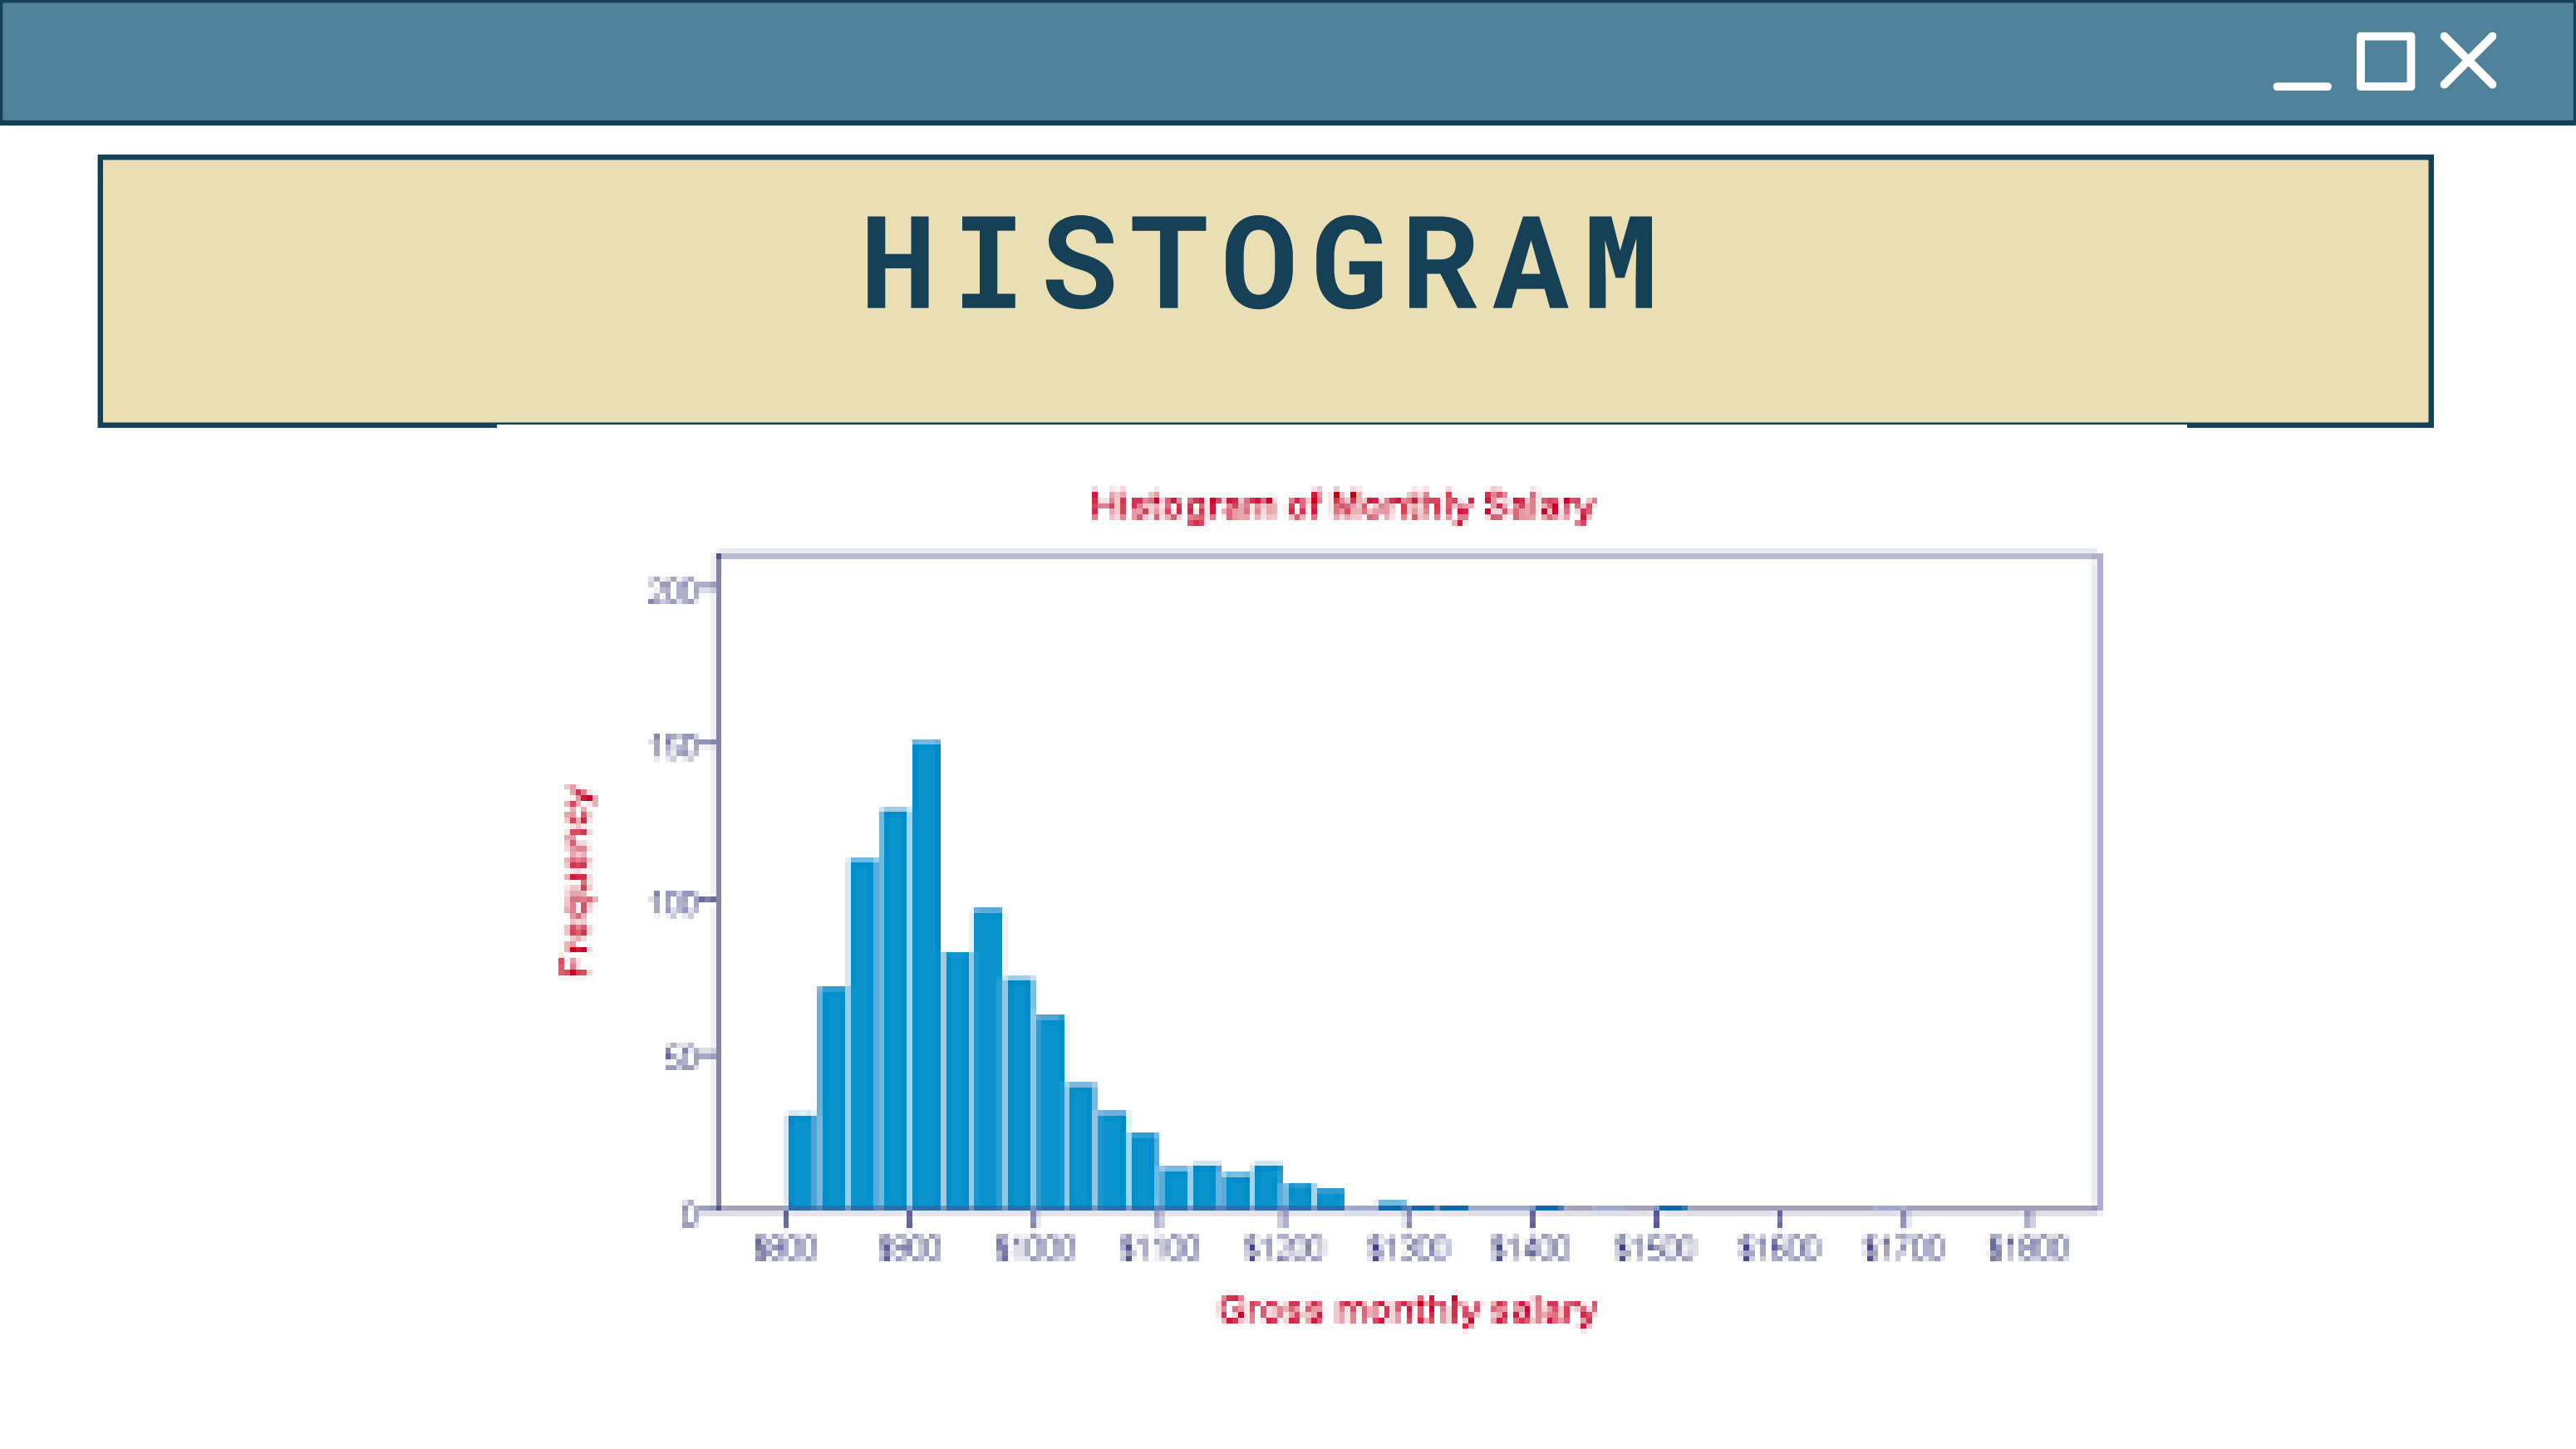 HISTOGRAM
Histogram of Monthly Salary
200
150
100
50
0
Frequency
$800 $900 $1000 $1100 $1200 $1300 $1400 $1500 $1600 $1700 $1800
Gross monthly salary